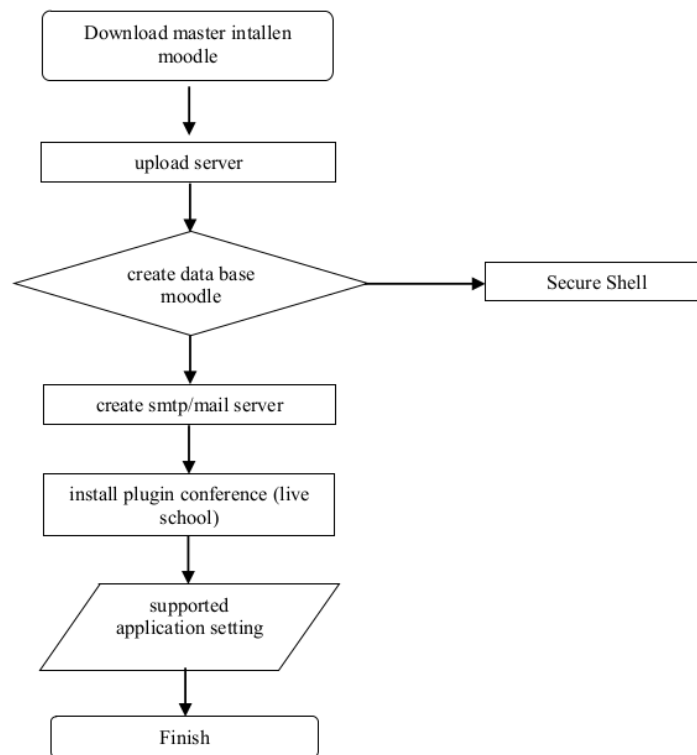 Download master intallen
moodle
upload server
create data base
moodle
Secure Shell
create smtp/mail server
install plugin conference (live
school)
supported
application setting
Finish